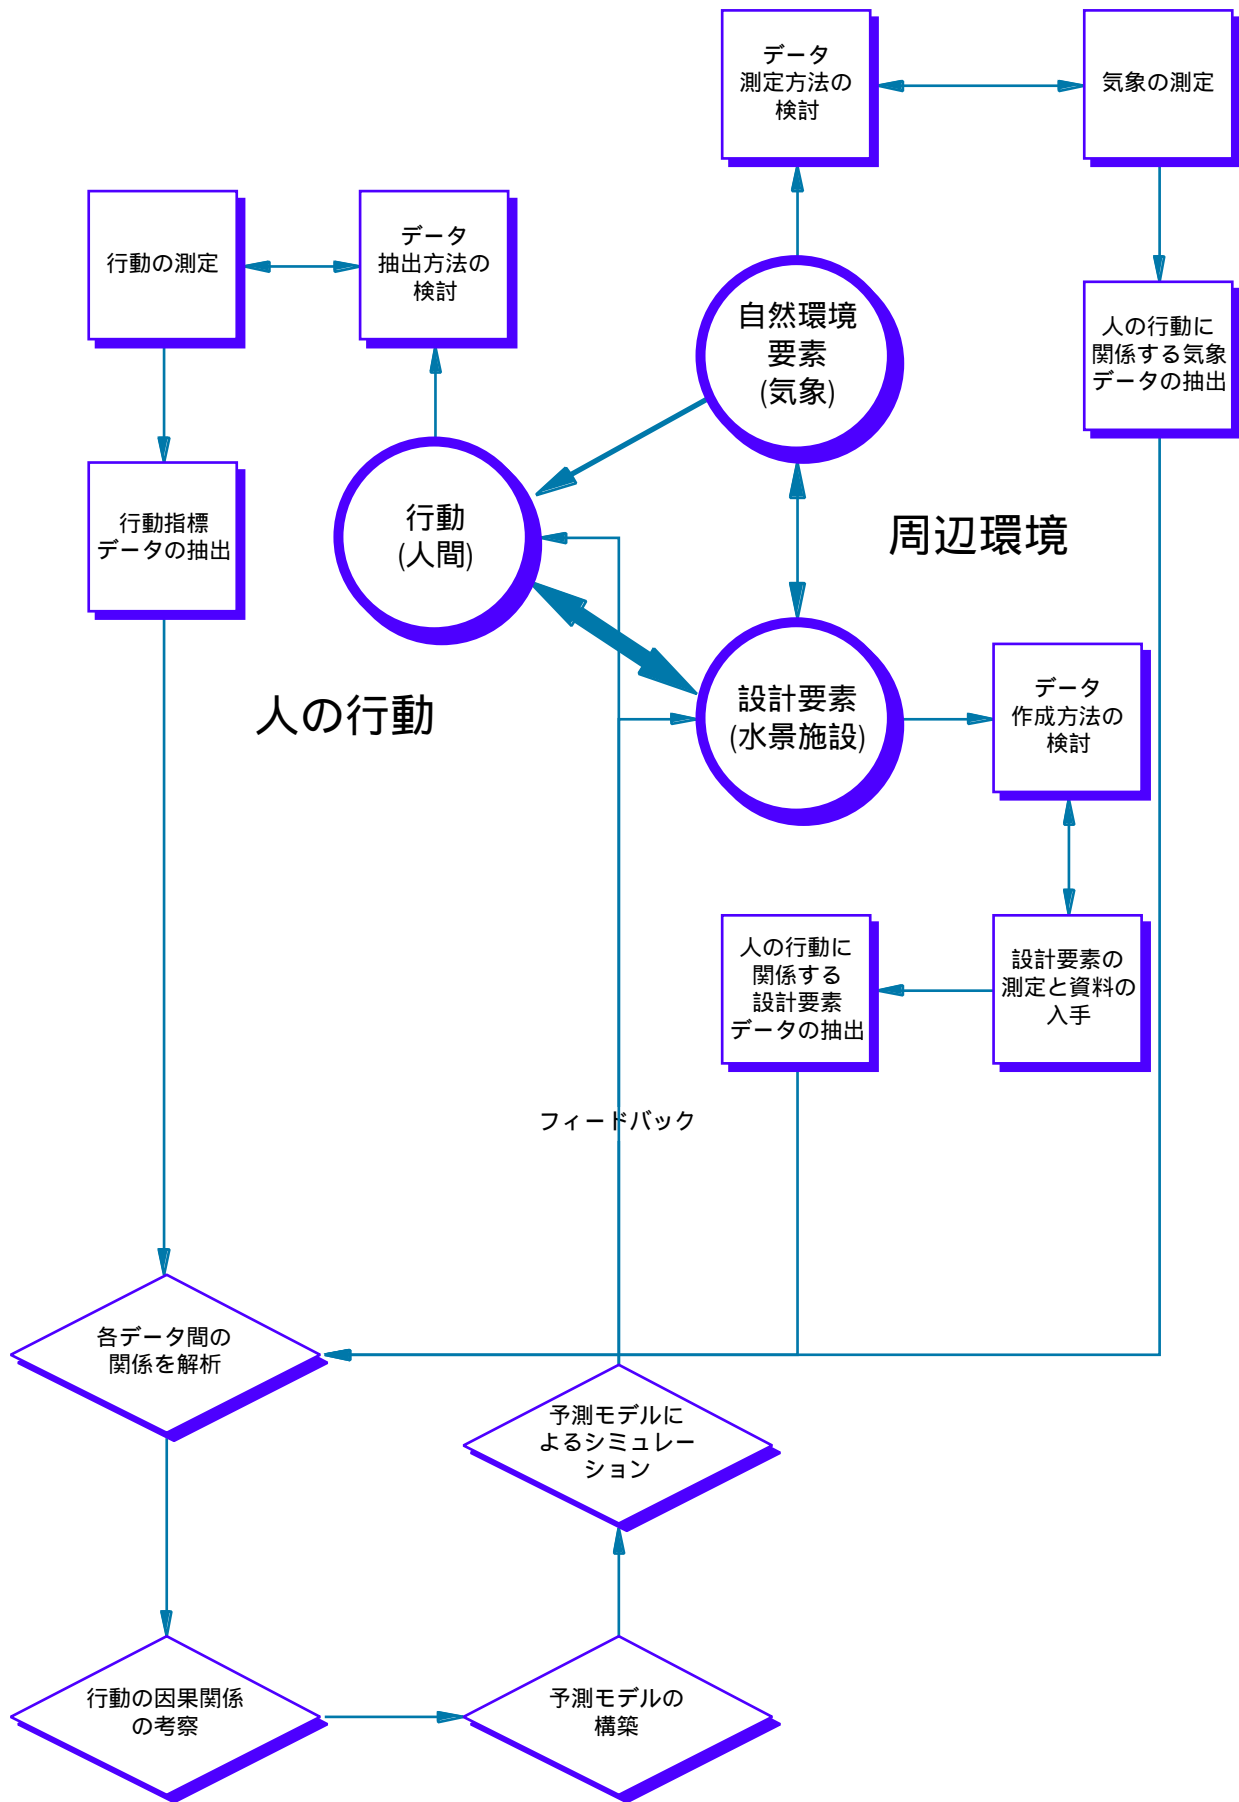 データ
測定方法の
検討
気象の測定
行動の測定
データ
抽出方法の
検討
自然環境
要素
(気象)
人の行動に
関係する気象
データの抽出
行動指標
データの抽出
行動
(人間)
周辺環境
人の行動
設計要素
(水景施設)
データ
作成方法の
検討
人の行動に
関係する
設計要素
データの抽出
設計要素の
測定と資料の
入手
フィードバック
各データ間の
関係を解析
予測モデルに
よるシミュレー
ション
行動の因果関係
の考察
予測モデルの
構築